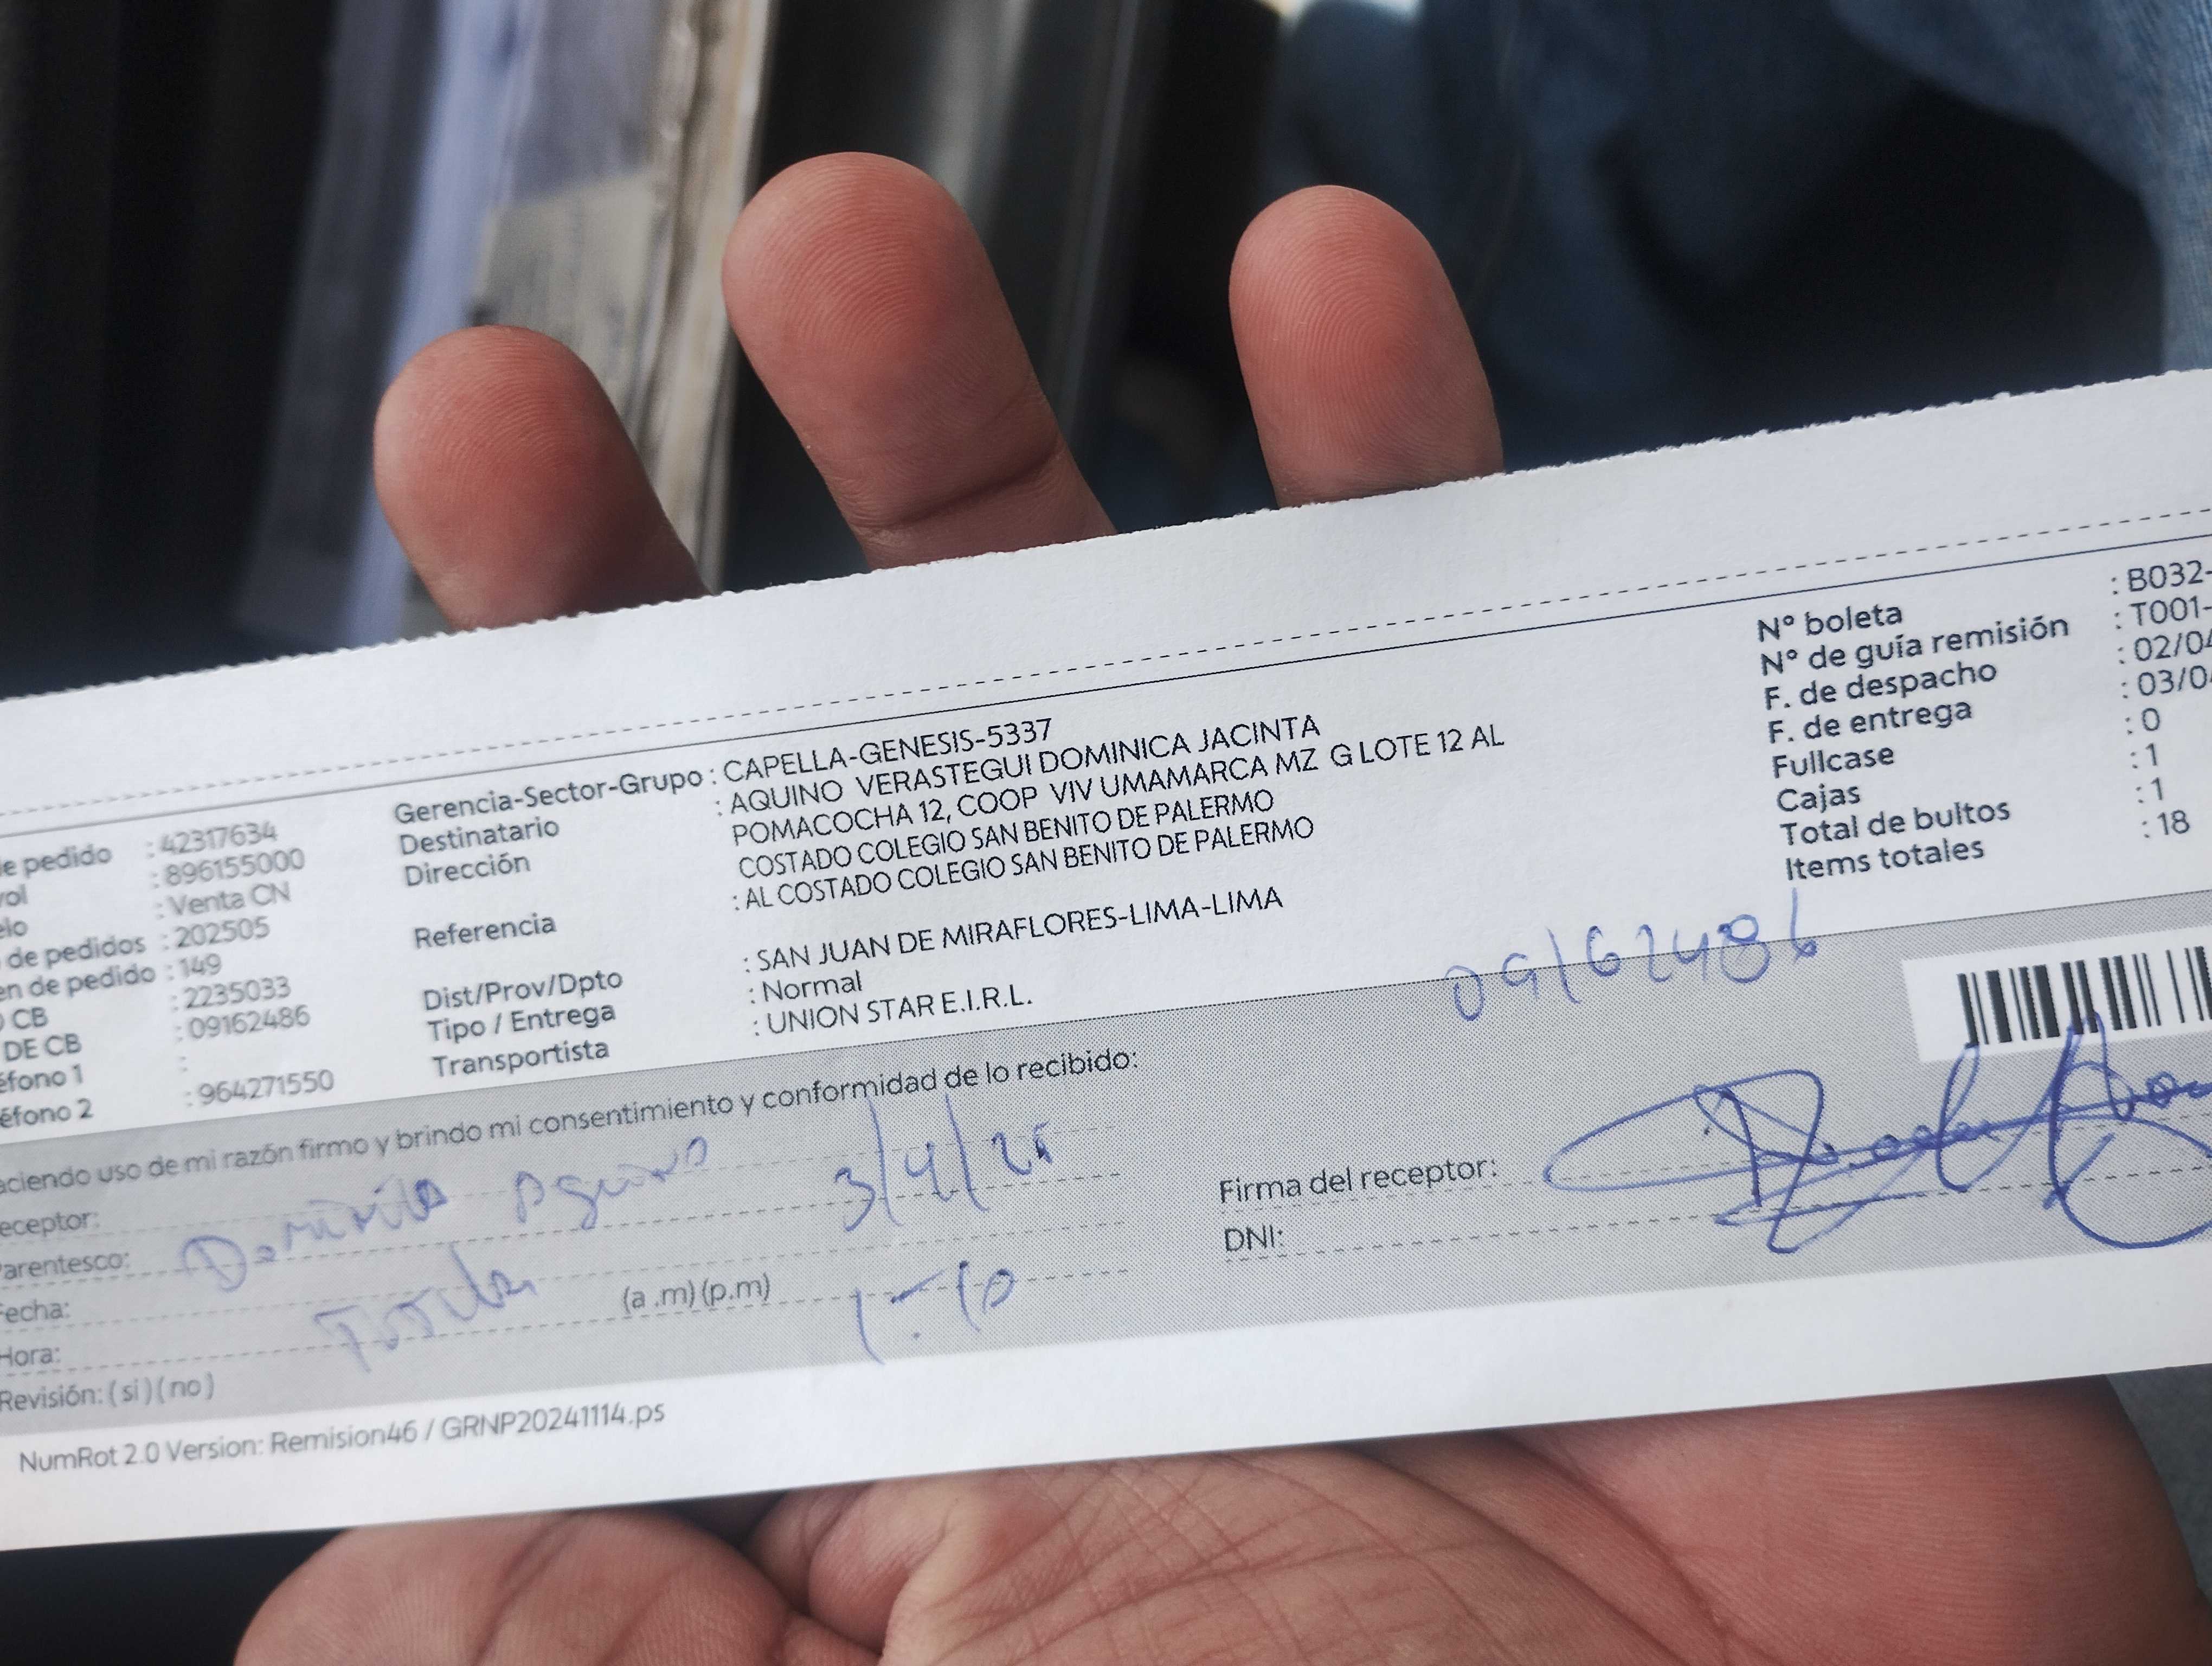 e pedido : 42317634
: 896155000
: Venta CN
de pedidos : 202505
en de pedido : 149
CB : 2235033
DE CB : 09162486
éfono 1 :
éfono 2 : 964271550
Gerencia-Sector-Grupo : CAPELLA-GENESIS-5337
Destinatario : AQUINO VERASTEGUI DOMINICA JACINTA
Dirección POMACOCHA 12, COOP VIV UMAMARCA MZ G LOTE 12 AL
COSTADO COLEGIO SAN BENITO DE PALERMO
Referencia : AL COSTADO COLEGIO SAN BENITO DE PALERMO
Dist/Prov/Dpto : SAN JUAN DE MIRAFLORES-LIMA-LIMA
Tipo / Entrega : Normal
Transportista : UNION STAR E.I.R.L.
N° boleta : B032-
N° de guía remisión : T001-
F. de despacho : 02/04
F. de entrega : 03/0
Fullcase : 0
Cajas : 1
Total de bultos : 1
Items totales : 18
09162486
aciendo uso de mi razón firmo y brindo mi consentimiento y conformidad de lo recibido:
eceptor:
arentesco:
Fecha: 3/4/25
Hora: (a .m) (p.m) 1:10
Revisión: ( si ) ( no )
Firma del receptor:
DNI:
NumRot 2.0 Version: Remision46 / GRNP20241114.ps